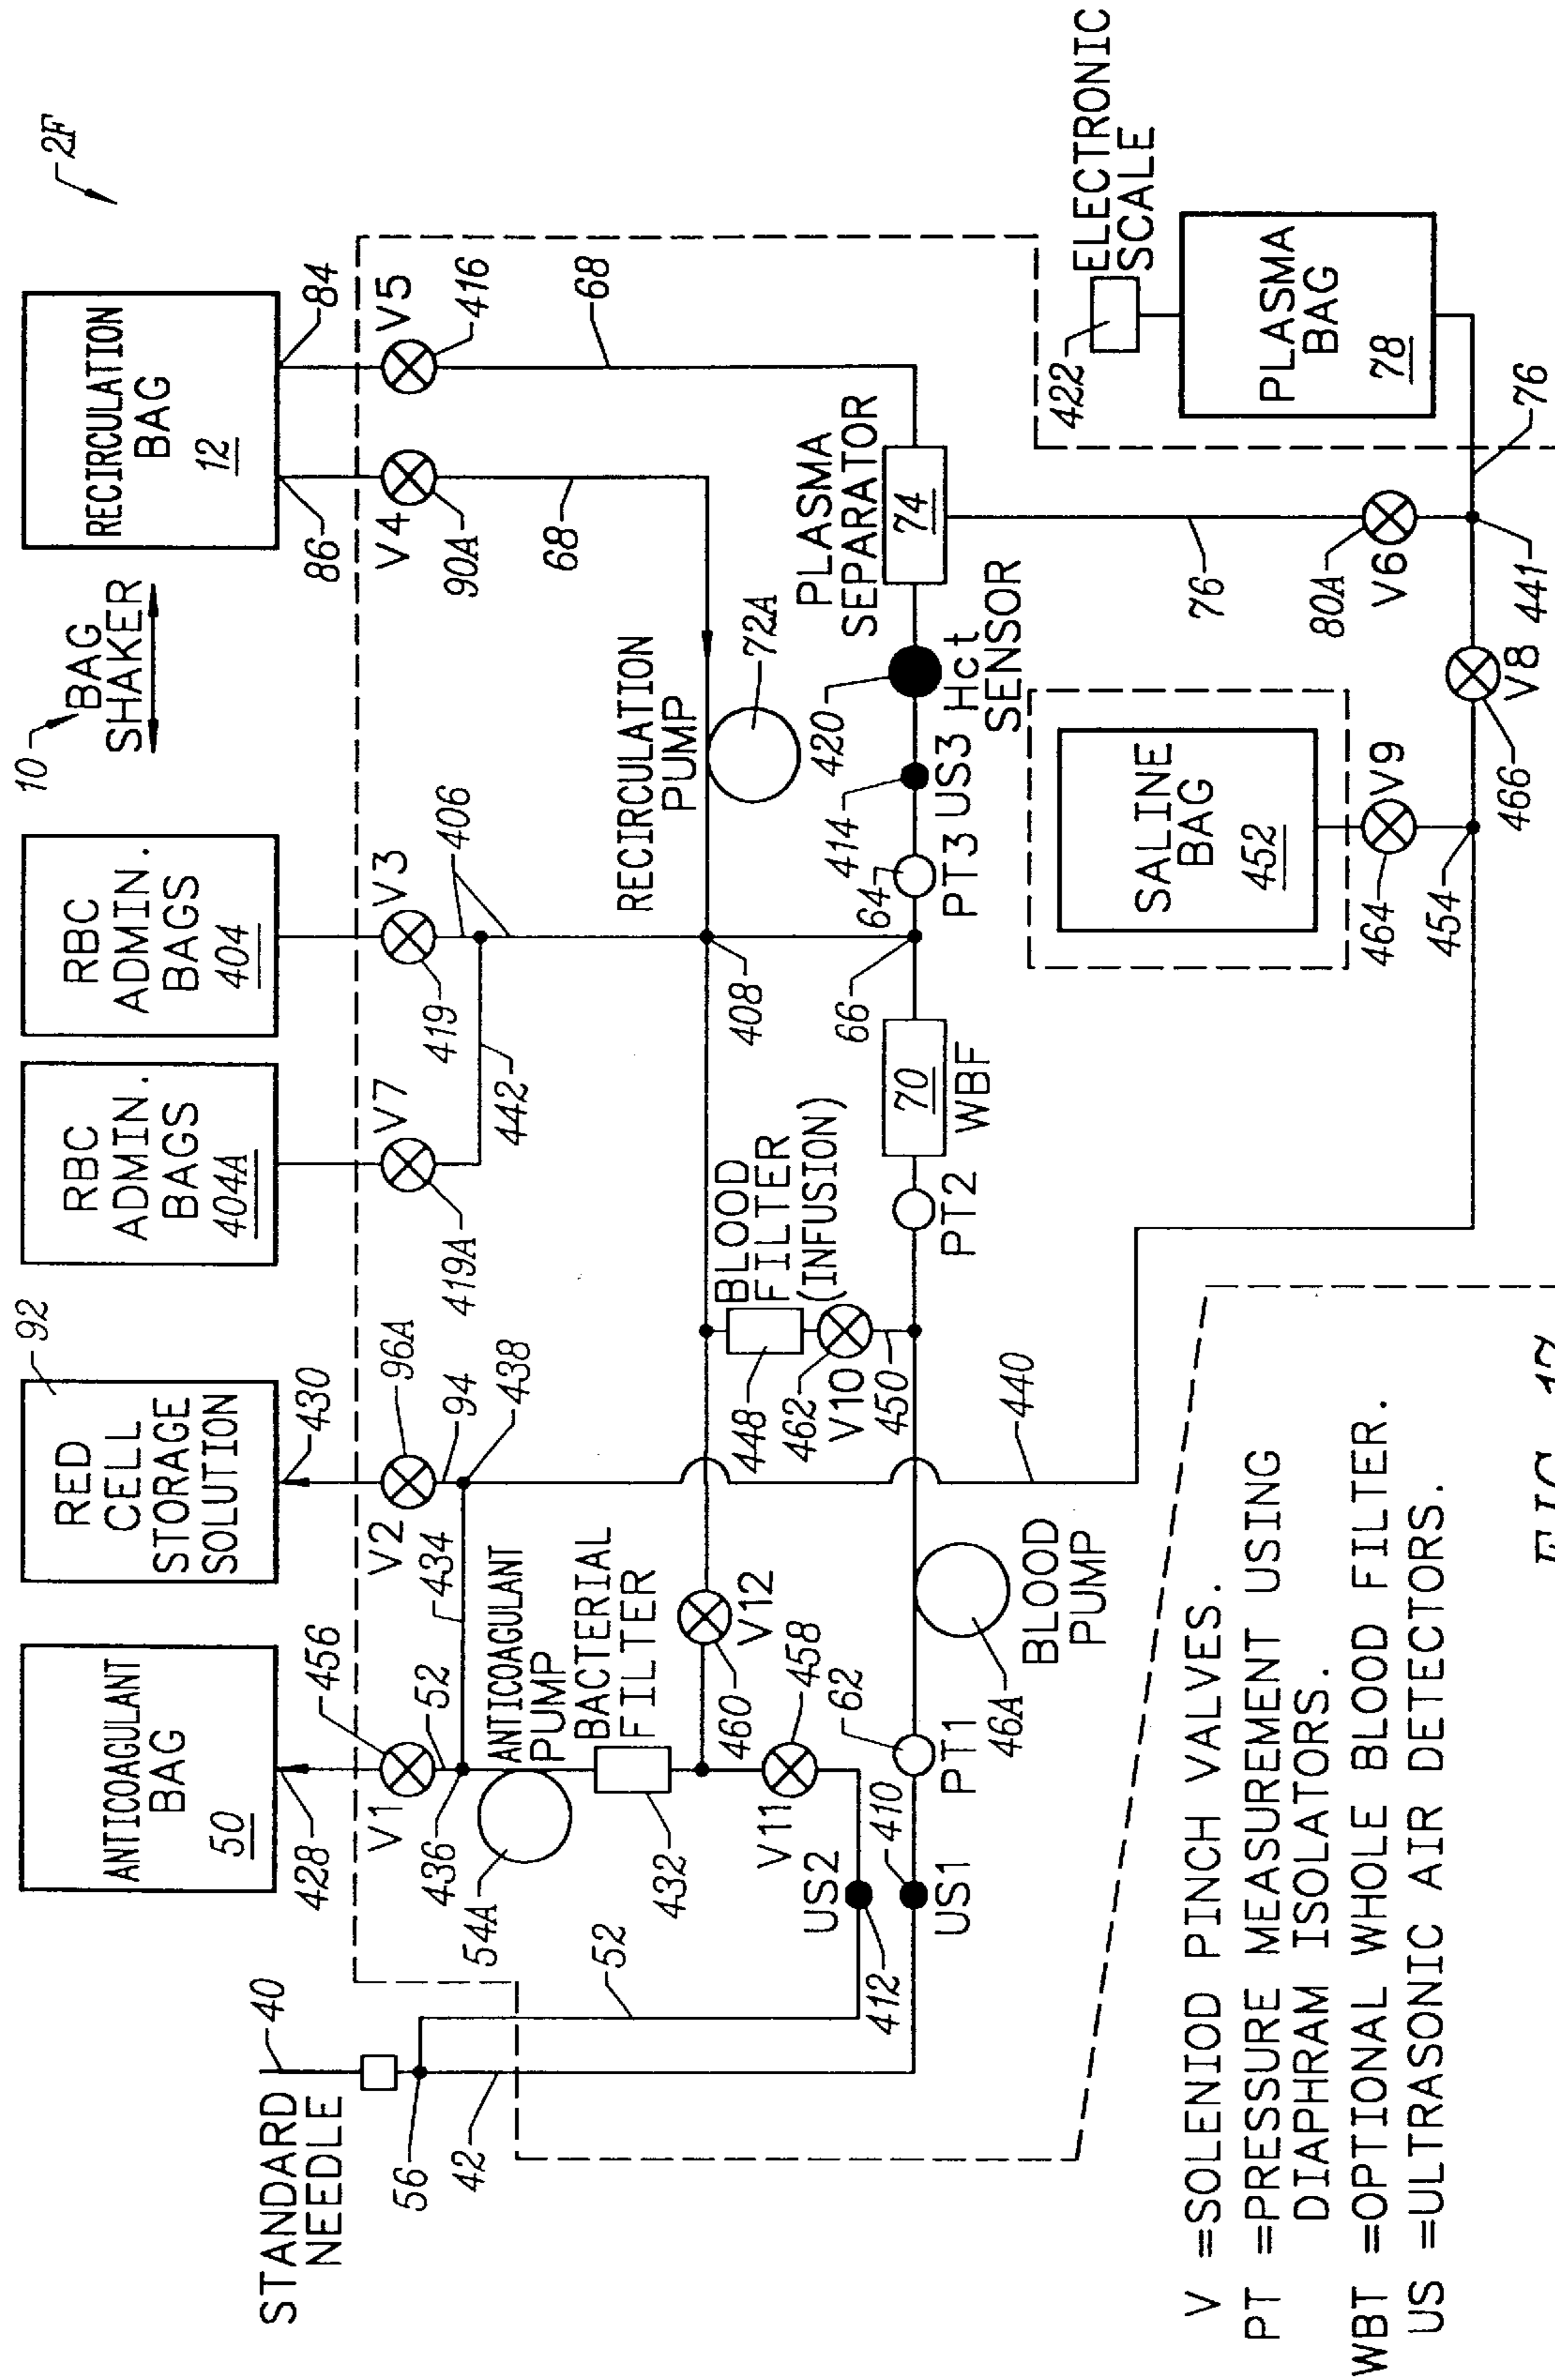 10
BAG
SHAKER
2F
ANTICOAGULANT
BAG
50
RED
CELL
STORAGE
SOLUTION
92
RBC
ADMIN.
BAGS
404A
RBC
ADMIN.
BAGS
404
RECIRCULATION
BAG
12
STANDARD
NEEDLE
40
428
V1
456
430
V2
96A
V7
419A
V3
419
86
V4
90A
84
V5
416
56
42
52
436
52
434
94
438
442
406
68
68
54A
ANTICOAGULANT
PUMP
BACTERIAL
FILTER
432
RECIRCULATION
PUMP
72A
460
V12
408
V11
458
448
BLOOD
FILTER
(INFUSION)
462
V10
450
US2
412
410
US1
62
PT1
46A
BLOOD
PUMP
PT2
70
WBF
66
64
PT3
414
US3
420
Hct
SENSOR
PLASMA
SEPARATOR
74
440
SALINE
BAG
452
464
V9
454
466
V8
76
80A
V6
441
76
422
ELECTRONIC
SCALE
PLASMA
BAG
78
V =SOLENIOD PINCH VALVES.
PT =PRESSURE MEASUREMENT USING
DIAPHRAM ISOLATORS.
WBT =OPTIONAL WHOLE BLOOD FILTER.
US =ULTRASONIC AIR DETECTORS.